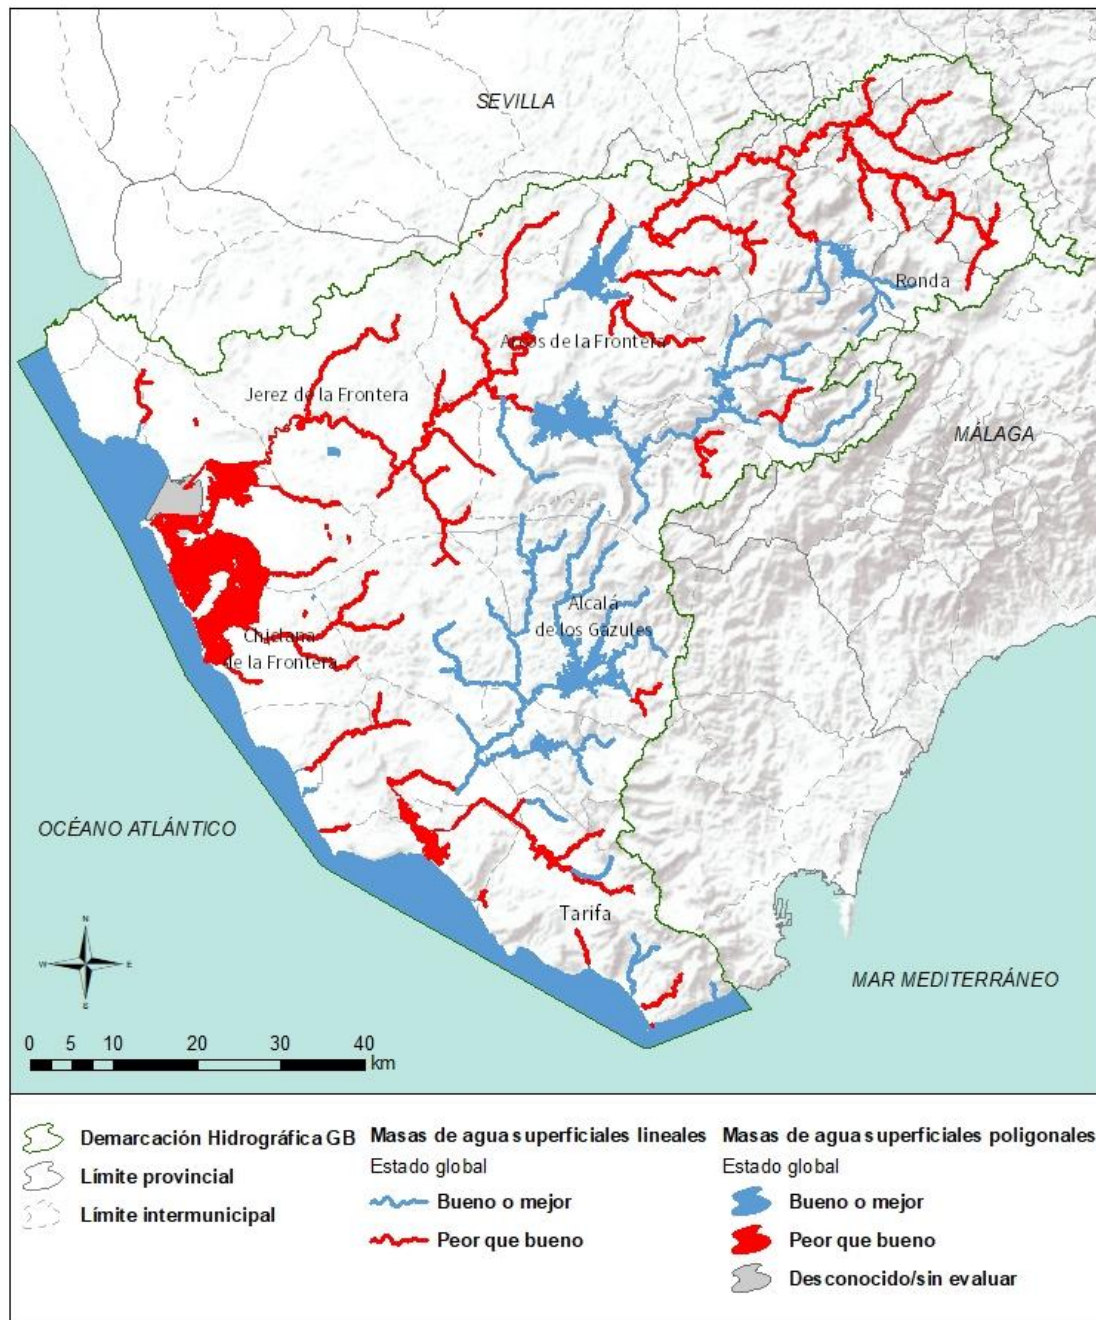 SEVILLA
Ronda
Arcos de la Frontera
Jerez de la Frontera
MÁLAGA
Alcalá
de los Gazules
Chiclana
de la Frontera
OCÉANO ATLÁNTICO
Tarifa
N
W E
S
MAR MEDITERRÁNEO
0 5 10 20 30 40
km
Demarcación Hidrográfica GB
Límite provincial
Límite intermunicipal
Masas de agua superficiales lineales
Estado global
Bueno o mejor
Peor que bueno
Masas de agua superficiales poligonales
Estado global
Bueno o mejor
Peor que bueno
Desconocido/sin evaluar